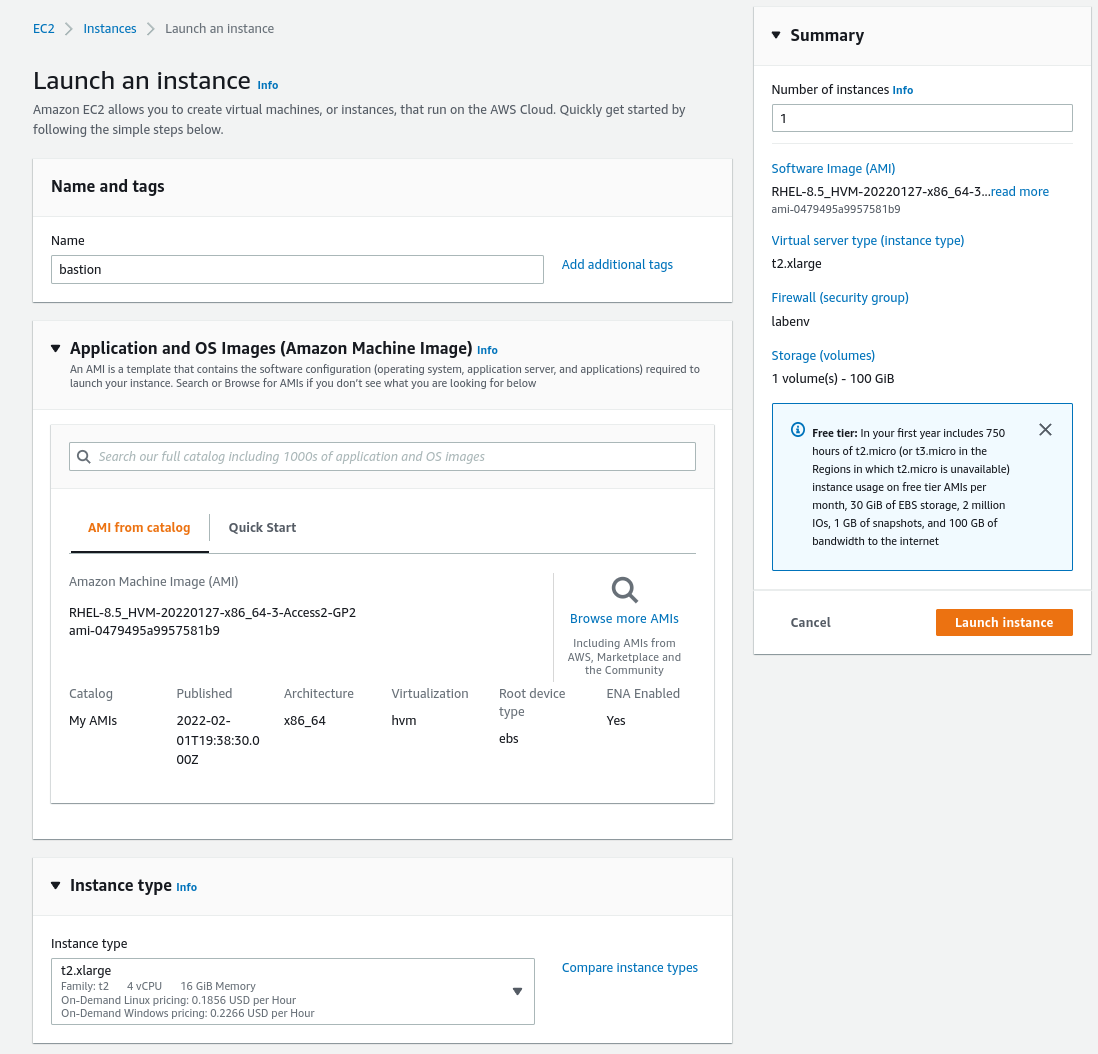 EC2 > Instances > Launch an instance
Launch an instance Info
Amazon EC2 allows you to create virtual machines, or instances, that run on the AWS Cloud. Quickly get started by
following the simple steps below.
Name and tags
Name
bastion
Add additional tags
Application and OS Images (Amazon Machine Image) Info
An AMI is a template that contains the software configuration (operating system, application server, and applications) required to
launch your instance. Search or Browse for AMIs if you don't see what you are looking for below
Search our full catalog including 1000s of application and OS images
AMI from catalog
Quick Start
Amazon Machine Image (AMI)
RHEL-8.5_HVM-20220127-x86_64-3-Access2-GP2
ami-0479495a9957581b9
Browse more AMIs
Including AMIs from
AWS, Marketplace and
the Community
Catalog
My AMIs
Published
2022-02-
01T19:38:30.0
00Z
Architecture
x86_64
Virtualization
hvm
Root device
type
ebs
ENA Enabled
Yes
Instance type Info
Instance type
t2.xlarge
Family: t2 4 vCPU 16 GiB Memory
On-Demand Linux pricing: 0.1856 USD per Hour
On-Demand Windows pricing: 0.2266 USD per Hour
Compare instance types
Summary
Number of instances Info
1
Software Image (AMI)
RHEL-8.5_HVM-20220127-x86_64-3...read more
ami-0479495a9957581b9
Virtual server type (instance type)
t2.xlarge
Firewall (security group)
labenv
Storage (volumes)
1 volume(s) - 100 GiB
Free tier: In your first year includes 750
hours of t2.micro (or t3.micro in the
Regions in which t2.micro is unavailable)
instance usage on free tier AMIs per
month, 30 GiB of EBS storage, 2 million
IOs, 1 GB of snapshots, and 100 GB of
bandwidth to the internet
Cancel
Launch instance